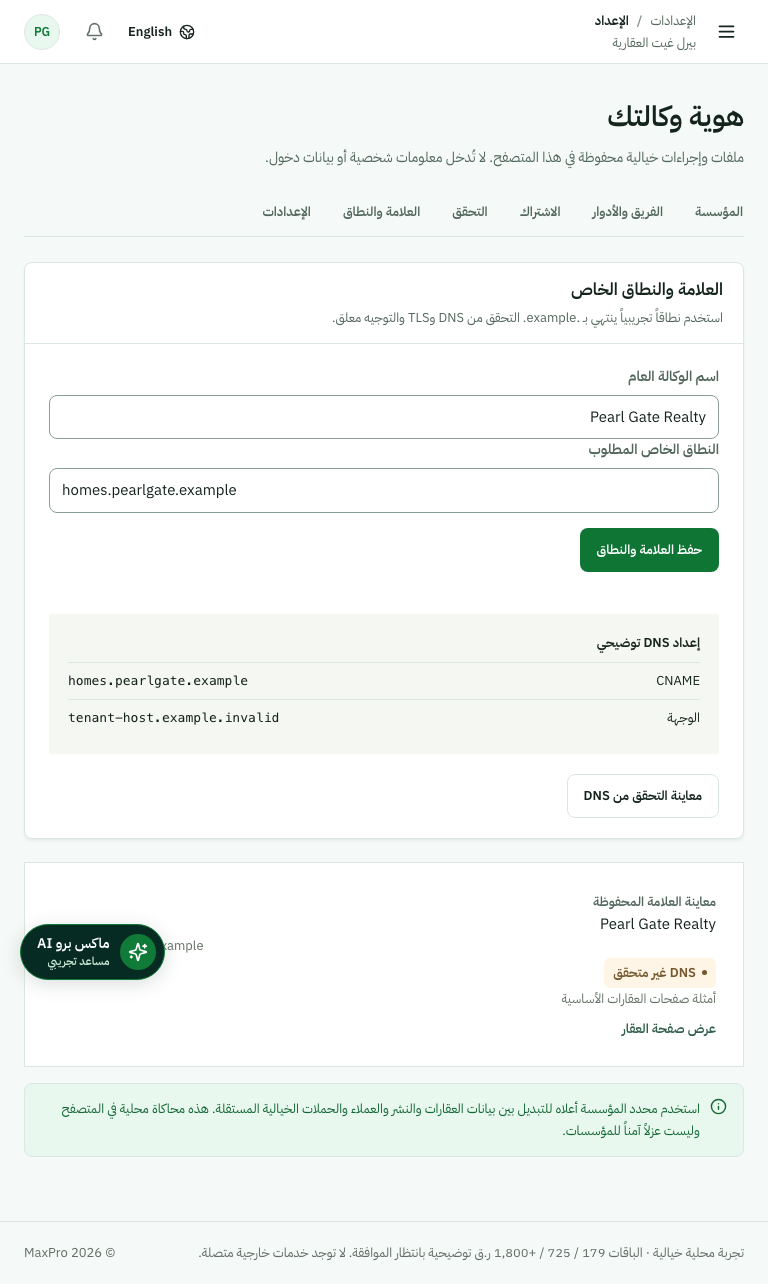 الإعدادات / الإعداد
بيرل غيت العقارية
English
PG
هوية وكالتك
ملفات وإجراءات خيالية محفوظة في هذا المتصفح. لا تُدخل معلومات شخصية أو بيانات دخول.
المؤسسة
الفريق والأدوار
الاشتراك
التحقق
العلامة والنطاق
الإعدادات
العلامة والنطاق الخاص
استخدم نطاقاً تجريبياً ينتهي بـ .example. التحقق من DNS وTLS والتوجيه معلق.
اسم الوكالة العام
Pearl Gate Realty
النطاق الخاص المطلوب
homes.pearlgate.example
حفظ العلامة والنطاق
إعداد DNS توضيحي
CNAME homes.pearlgate.example
الوجهة tenant-host.example.invalid
معاينة التحقق من DNS
معاينة العلامة المحفوظة
Pearl Gate Realty
DNS غير متحقق
أمثلة صفحات العقارات الأساسية
عرض صفحة العقار
ماكس برو AI
مساعد تجريبي
استخدم محدد المؤسسة أعلاه للتبديل بين بيانات العقارات والنشر والعملاء والحملات الخيالية المستقلة. هذه محاكاة محلية في المتصفح
وليست عزلاً آمناً للمؤسسات.
تجربة محلية خيالية · الباقات 179 / 725 / +1,800 ر.ق توضيحية بانتظار الموافقة. لا توجد خدمات خارجية متصلة.
© 2026 MaxPro